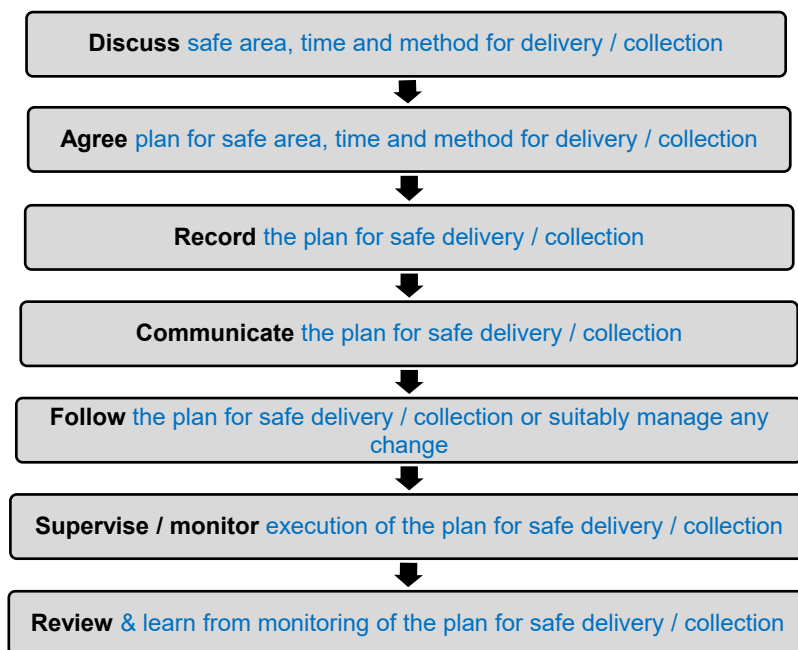 Discuss safe area, time and method for delivery / collection
Agree plan for safe area, time and method for delivery / collection
Record the plan for safe delivery / collection
Communicate the plan for safe delivery / collection
Follow the plan for safe delivery / collection or suitably manage any
change
Supervise / monitor execution of the plan for safe delivery / collection
Review & learn from monitoring of the plan for safe delivery / collection